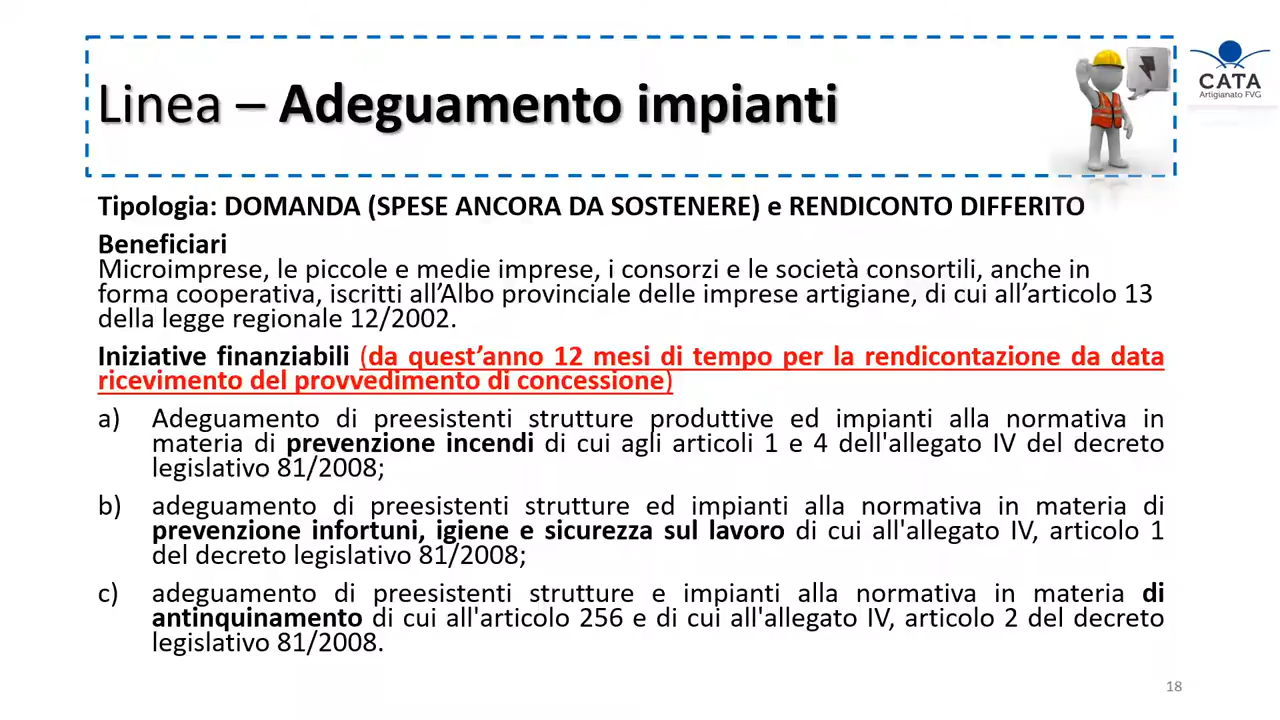 Linea – Adeguamento impianti
CATA
Artigianato FVG
Tipologia: DOMANDA (SPESE ANCORA DA SOSTENERE) e RENDICONTO DIFFERITO
Beneficiari
Microimprese, le piccole e medie imprese, i consorzi e le società consortili, anche in
forma cooperativa, iscritti all’Albo provinciale delle imprese artigiane, di cui all’articolo 13
della legge regionale 12/2002.
Iniziative finanziabili (da quest’anno 12 mesi di tempo per la rendicontazione da data
ricevimento del provvedimento di concessione)
a) Adeguamento di preesistenti strutture produttive ed impianti alla normativa in
materia di prevenzione incendi di cui agli articoli 1 e 4 dell'allegato IV del decreto
legislativo 81/2008;
b) adeguamento di preesistenti strutture ed impianti alla normativa in materia di
prevenzione infortuni, igiene e sicurezza sul lavoro di cui all'allegato IV, articolo 1
del decreto legislativo 81/2008;
c) adeguamento di preesistenti strutture e impianti alla normativa in materia di
antinquinamento di cui all'articolo 256 e di cui all'allegato IV, articolo 2 del decreto
legislativo 81/2008.
18